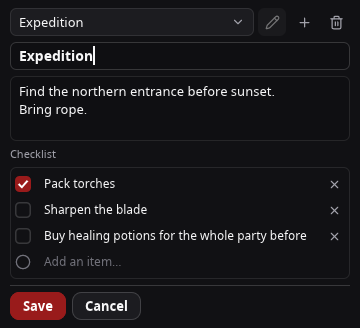 Expedition
Expedition
Find the northern entrance before sunset.
Bring rope.
Checklist
Pack torches
Sharpen the blade
Buy healing potions for the whole party before
Add an item...
Save Cancel